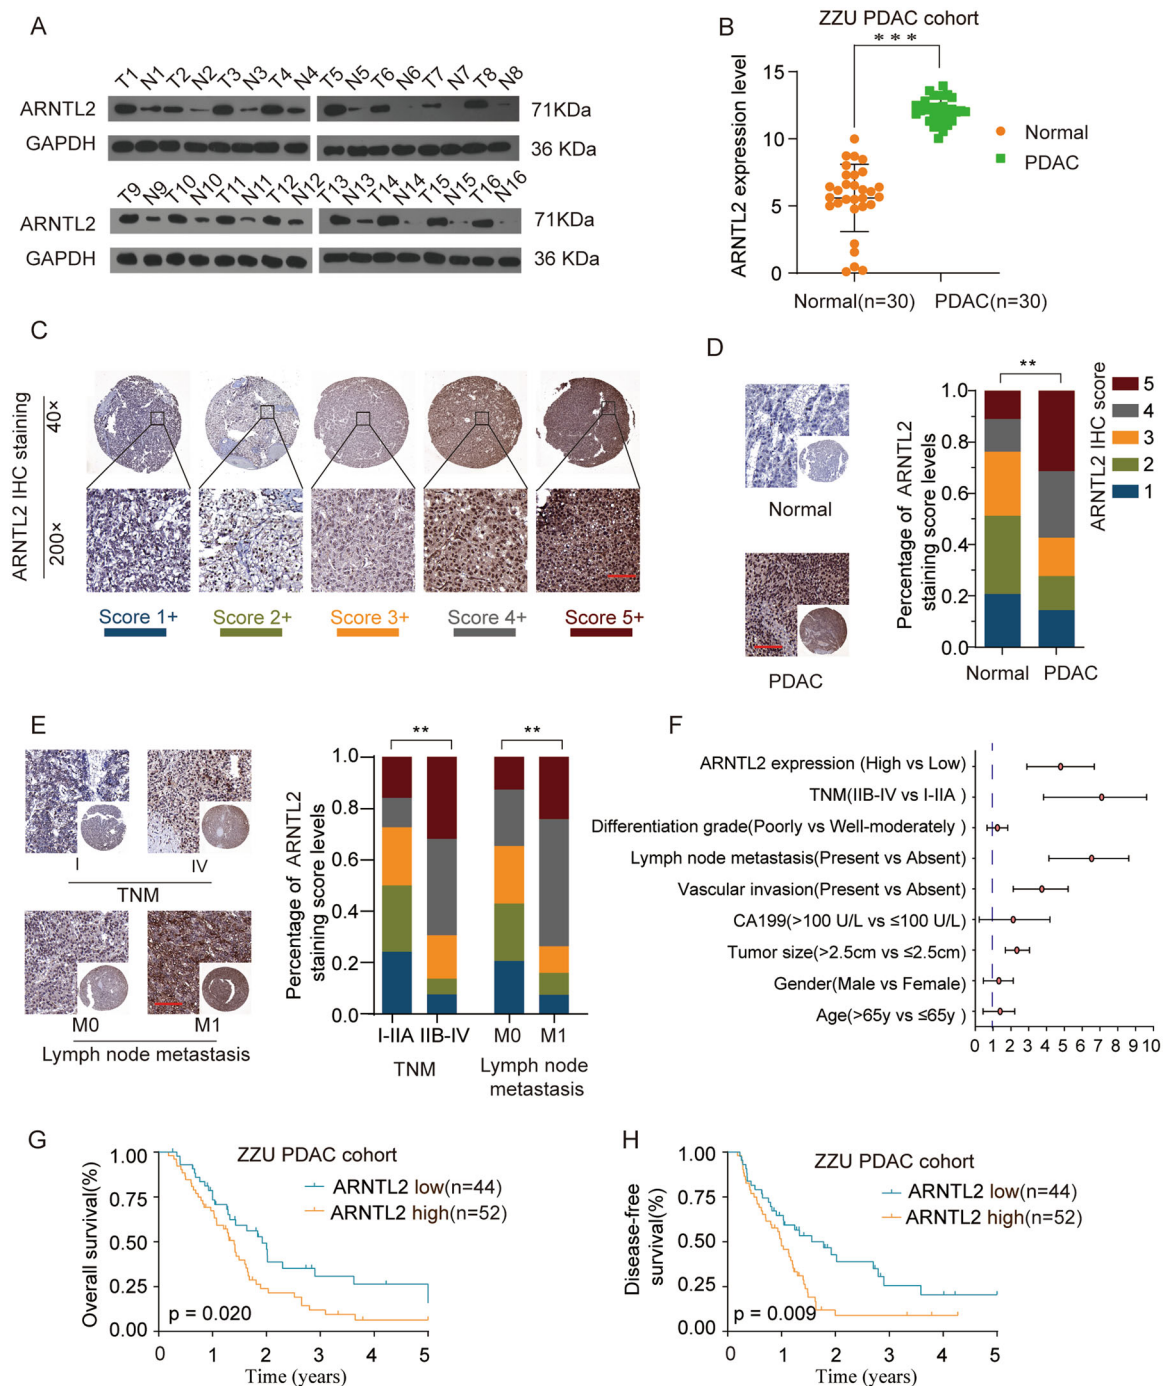 A
T1 N1 T2 N2 T3 N3 T4 N4 T5 N5 T6 N6 T7 N7 T8 N8
ARNTL2 71KDa
GAPDH 36 KDa
T9 N9 T10 N10 T11 N11 T12 N12 T13 N13 T14 N14 T15 N15 T16 N16
ARNTL2 71KDa
GAPDH 36 KDa
B
ZZU PDAC cohort
***
ARNTL2 expression level
15
10
5
0
Normal
PDAC
Normal(n=30) PDAC(n=30)
C
ARNTL2 IHC staining
40×
200×
Score 1+ Score 2+ Score 3+ Score 4+ Score 5+
D
Normal
PDAC
**
Percentage of ARNTL2
staining score levels
1.0
0.8
0.6
0.4
0.2
0.0
Normal PDAC
ARNTL2 IHC score
5
4
3
2
1
E
I IV
TNM
M0 M1
Lymph node metastasis
** **
Percentage of ARNTL2
staining score levels
1.0
0.8
0.6
0.4
0.2
0.0
I-IIA IIB-IV M0 M1
TNM Lymph node
metastasis
F
ARNTL2 expression (High vs Low)
TNM(IIB-IV vs I-IIA )
Differentiation grade(Poorly vs Well-moderately )
Lymph node metastasis(Present vs Absent)
Vascular invasion(Present vs Absent)
CA199(>100 U/L vs ≤100 U/L)
Tumor size(>2.5cm vs ≤2.5cm)
Gender(Male vs Female)
Age(>65y vs ≤65y )
0 1 2 3 4 5 6 7 8 9 10
G
ZZU PDAC cohort
ARNTL2 low(n=44)
ARNTL2 high(n=52)
Overall survival(%)
1.00
0.75
0.50
0.25
0.00
p = 0.020
0 1 2 3 4 5
Time (years)
H
ZZU PDAC cohort
ARNTL2 low(n=44)
ARNTL2 high(n=52)
Disease-free
survival(%)
1.00
0.75
0.50
0.25
0.00
p = 0.009
0 1 2 3 4 5
Time (years)